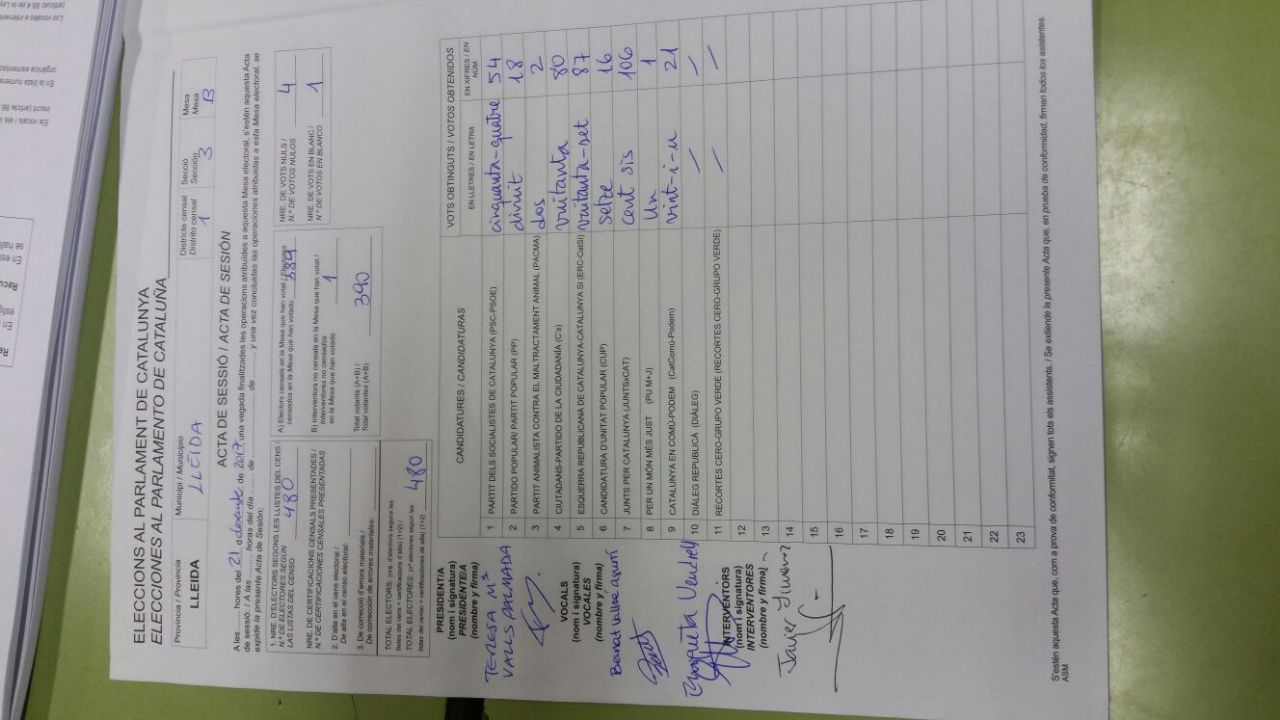 ELECCIONS AL PARLAMENT DE CATALUNYA
ELECCIONES AL PARLAMENTO DE CATALUÑA
Província / Provincia
LLEIDA
Municipi / Municipio
LLEIDA
Districte censal
Distrito censal
1
Secció
Sección
3
Mesa
Mesa
B
ACTA DE SESSIÓ / ACTA DE SESIÓN
A les ........ hores del 21 desembre de 2017, una vegada finalitzades les operacions atribuïdes a aquesta Mesa electoral, s'estén aquesta Acta
de sessió: / A las ........ horas del día ........ de ........ de ........ y una vez concluidas las operaciones atribuidas a esta Mesa electoral, se
expide la presente Acta de Sesión:
1. NRE. D'ELECTORS SEGONS LES LLISTES DEL CENS /
N.º DE ELECTORES SEGÚN
LAS LISTAS DEL CENSO
480
NRE. DE CERTIFICACIONS CENSALS PRESENTADES /
N.º DE CERTIFICACIONES CENSALES PRESENTADAS
2. D'alta en el cens electoral /
De alta en el censo electoral:
3. De correcció d'errors materials /
De corrección de errores materiales:
TOTAL ELECTORS: (nre. d'electors segons les
llistes del cens + certificacions d'alta) (1+2) /
TOTAL ELECTORES: (nº electores según las
listas del censo + certificaciones de alta) (1+2)
480
A) Electors censats en la Mesa que han votat / Electores
censados en la Mesa que han votado
389
B) Interventors no censats en la Mesa que han votat /
Interventores no censados
en la Mesa que han votado
1
Total votants (A+B) /
Total votantes (A+B)
390
NRE. DE VOTS NULS /
N.º DE VOTOS NULOS
4
NRE. DE VOTS EN BLANC /
N.º DE VOTOS EN BLANCO
1
CANDIDATURES / CANDIDATURAS
VOTS OBTINGUTS / VOTOS OBTENIDOS
EN LLETRES / EN LETRA
EN XIFRES / EN NÚM.
1 PARTIT DELS SOCIALISTES DE CATALUNYA (PSC-PSOE) cinquanta-quatre 54
2 PARTIDO POPULAR/ PARTIT POPULAR (PP) divuit 18
3 PARTIT ANIMALISTA CONTRA EL MALTRACTAMENT ANIMAL (PACMA) dos 2
4 CIUTADANS-PARTIDO DE LA CIUDADANÍA (C's) vuitanta 80
5 ESQUERRA REPUBLICANA DE CATALUNYA-CATALUNYA SÍ (ERC-CatSí) vuitanta-set 87
6 CANDIDATURA D'UNITAT POPULAR (CUP) setze 16
7 JUNTS PER CATALUNYA (JUNTSxCAT) cent sis 106
8 PER UN MÓN MÉS JUST (PU M+J) Un 1
9 CATALUNYA EN COMÚ-PODEM (CatComú-Podem) vint-i-u 21
10 DIÀLEG REPUBLICÀ (DIÀLEG) / /
11 RECORTES CERO-GRUPO VERDE (RECORTES CERO-GRUPO VERDE) / /
12
13
14
15
16
17
18
19
20
21
22
23
PRESIDÈNCIA
(nom i signatura)
PRESIDENTE/A
(nombre y firma)
TERESA Mª
VALLS PALMADA
VOCALS
(nom i signatura)
VOCALES
(nombre y firma)
INTERVENTORS
(nom i signatura)
INTERVENTORES
(nombre y firma)
S'estén aquesta Acta que, com a prova de conformitat, signen tots els assistents. / Se extiende la presente Acta que, en prueba de conformidad, firman todos los asistentes.
ASM